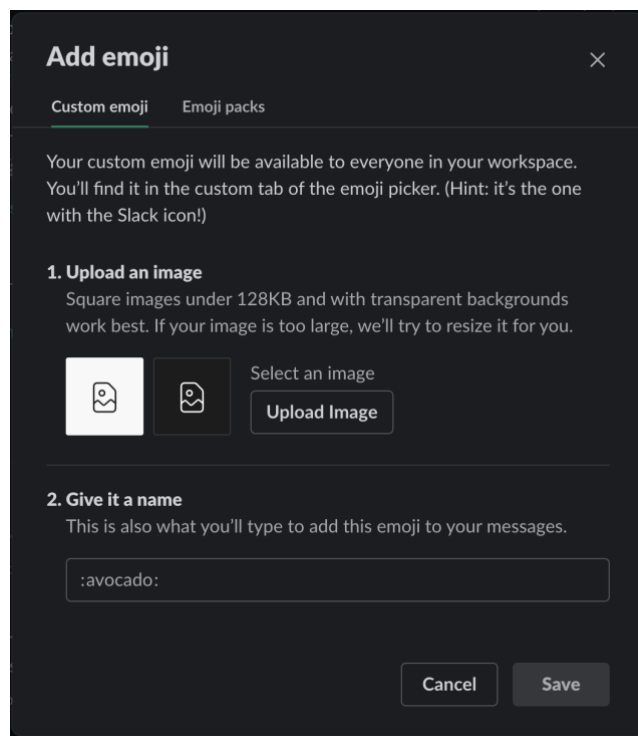 Add emoji
Custom emoji
Emoji packs
Your custom emoji will be available to everyone in your workspace.
You’ll find it in the custom tab of the emoji picker. (Hint: it’s the one
with the Slack icon!)
1. Upload an image
Square images under 128KB and with transparent backgrounds
work best. If your image is too large, we’ll try to resize it for you.
Select an image
Upload Image
2. Give it a name
This is also what you’ll type to add this emoji to your messages.
:avocado:
Cancel
Save